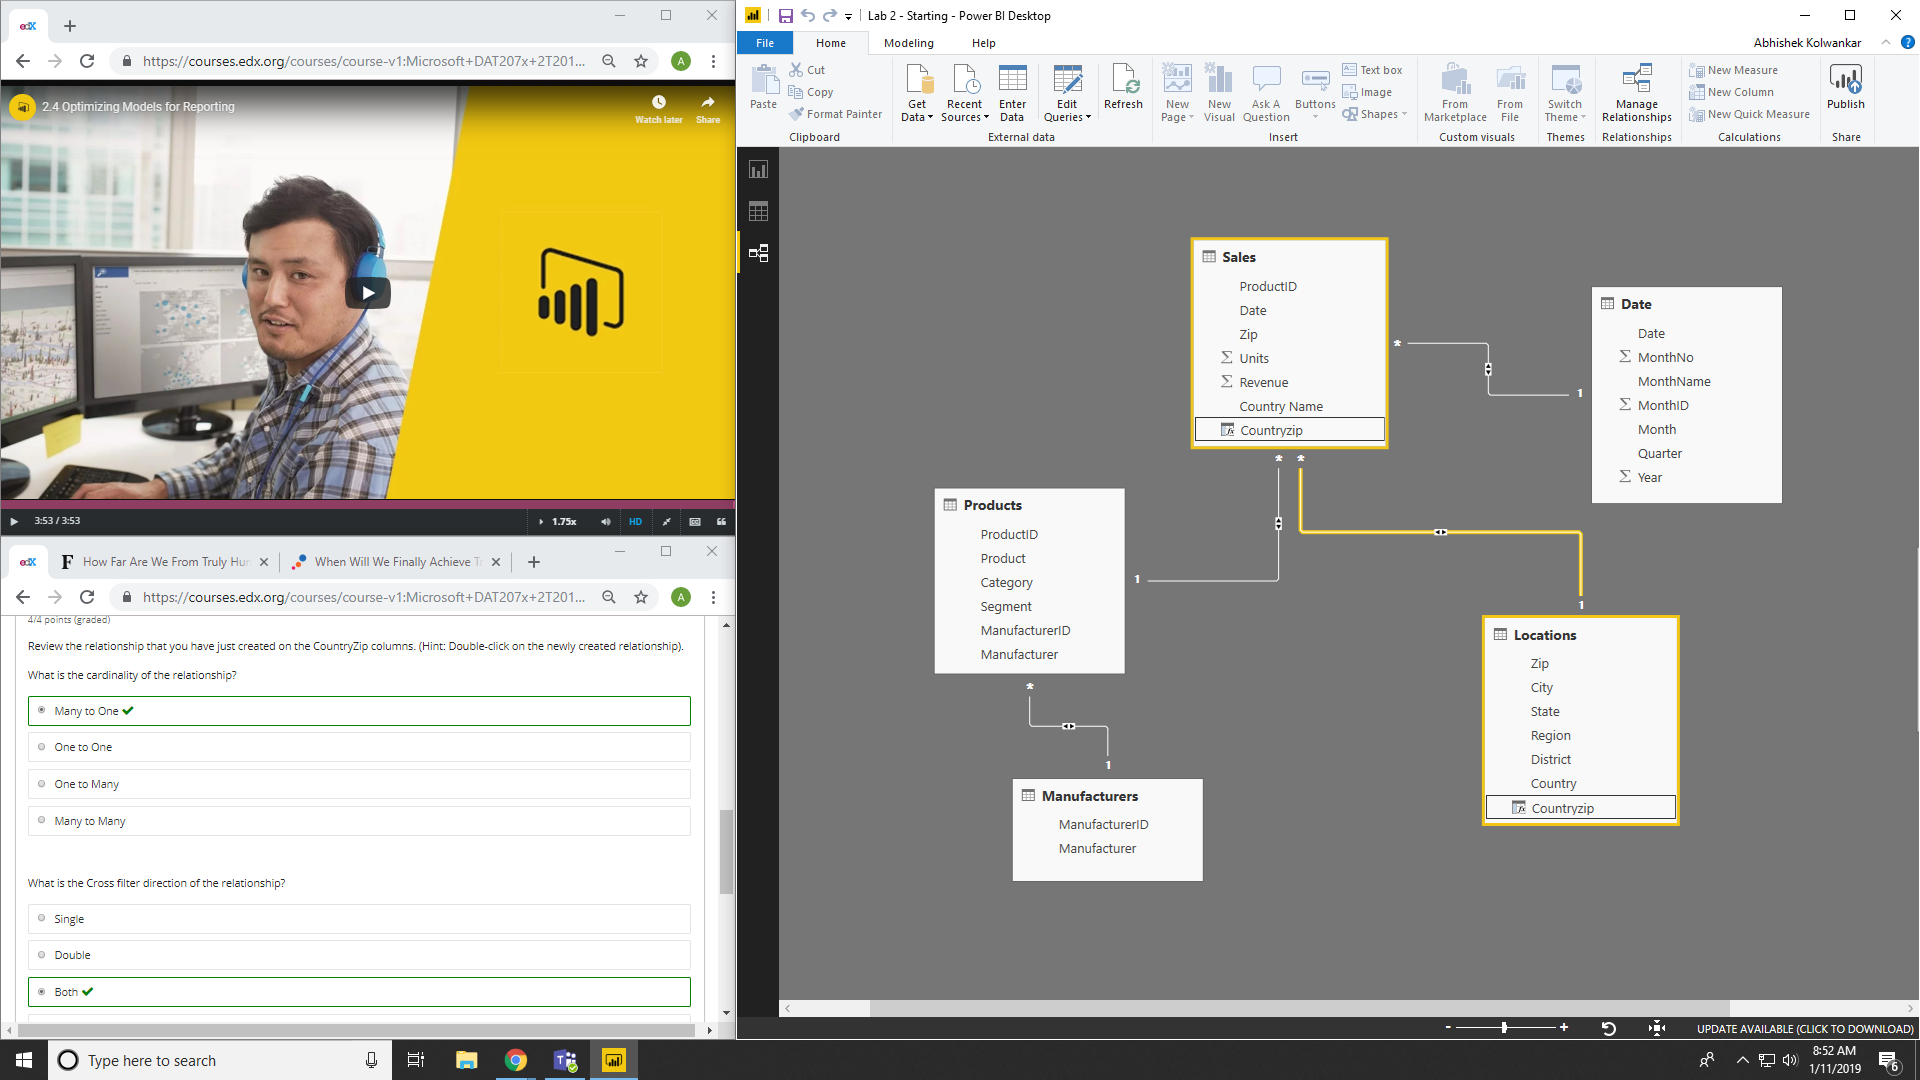 edX
https://courses.edx.org/courses/course-v1:Microsoft+DAT207x+2T201...
A
2.4 Optimizing Models for Reporting
Watch later
Share
3:53 / 3:53
1.75x
HD
edX
How Far Are We From Truly Hu
When Will We Finally Achieve T
https://courses.edx.org/courses/course-v1:Microsoft+DAT207x+2T201...
A
4/4 points (graded)
Review the relationship that you have just created on the CountryZip columns. (Hint: Double-click on the newly created relationship).
What is the cardinality of the relationship?
Many to One
One to One
One to Many
Many to Many
What is the Cross filter direction of the relationship?
Single
Double
Both
Lab 2 - Starting - Power BI Desktop
File
Home
Modeling
Help
Abhishek Kolwankar
Paste
Cut
Copy
Format Painter
Clipboard
Get Data
Recent Sources
Enter Data
Edit Queries
External data
Refresh
New Page
New Visual
Ask A Question
Buttons
Text box
Image
Shapes
Insert
From Marketplace
From File
Custom visuals
Switch Theme
Themes
Manage Relationships
Relationships
New Measure
New Column
New Quick Measure
Calculations
Publish
Share
Sales
ProductID
Date
Zip
Σ Units
Σ Revenue
Country Name
Countryzip
Date
Date
Σ MonthNo
MonthName
Σ MonthID
Month
Quarter
Σ Year
*
1
* *
Products
ProductID
Product
Category
Segment
ManufacturerID
Manufacturer
1
1
Locations
Zip
City
State
Region
District
Country
Countryzip
*
1
Manufacturers
ManufacturerID
Manufacturer
- +
UPDATE AVAILABLE (CLICK TO DOWNLOAD)
Type here to search
8:52 AM
1/11/2019
6